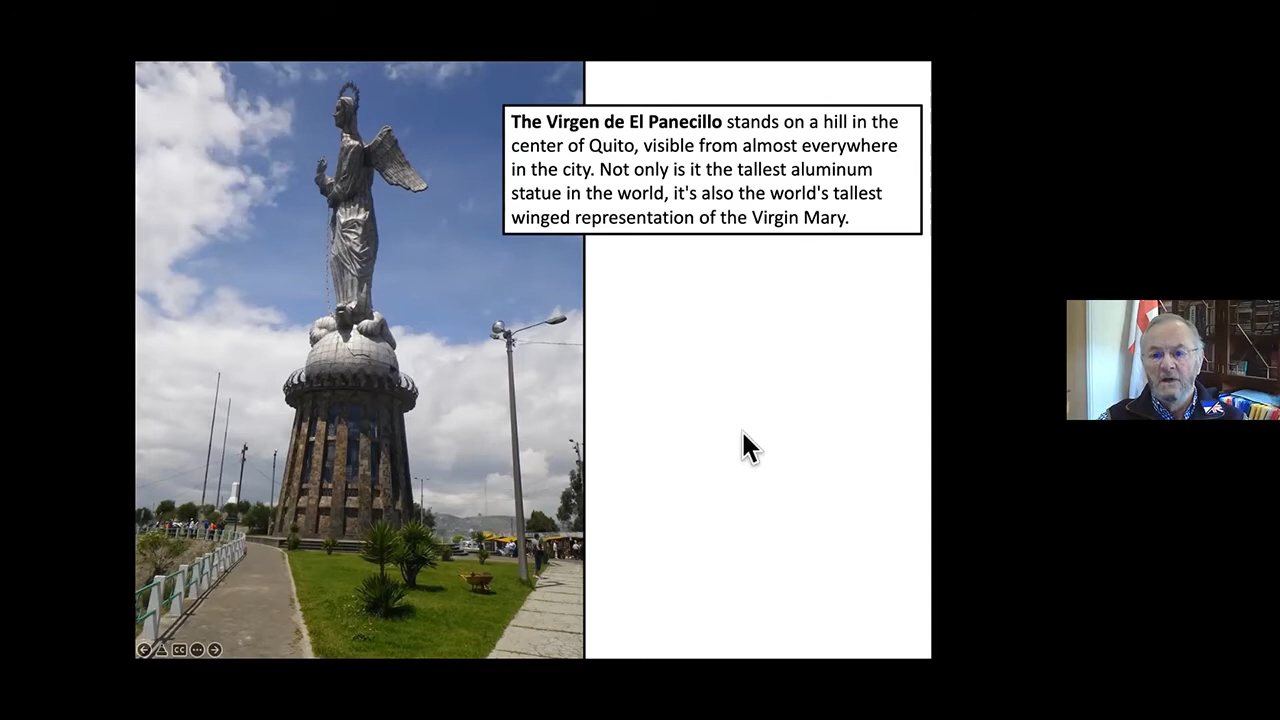 The Virgen de El Panecillo stands on a hill in the
center of Quito, visible from almost everywhere
in the city. Not only is it the tallest aluminum
statue in the world, it's also the world's tallest
winged representation of the Virgin Mary.
CC